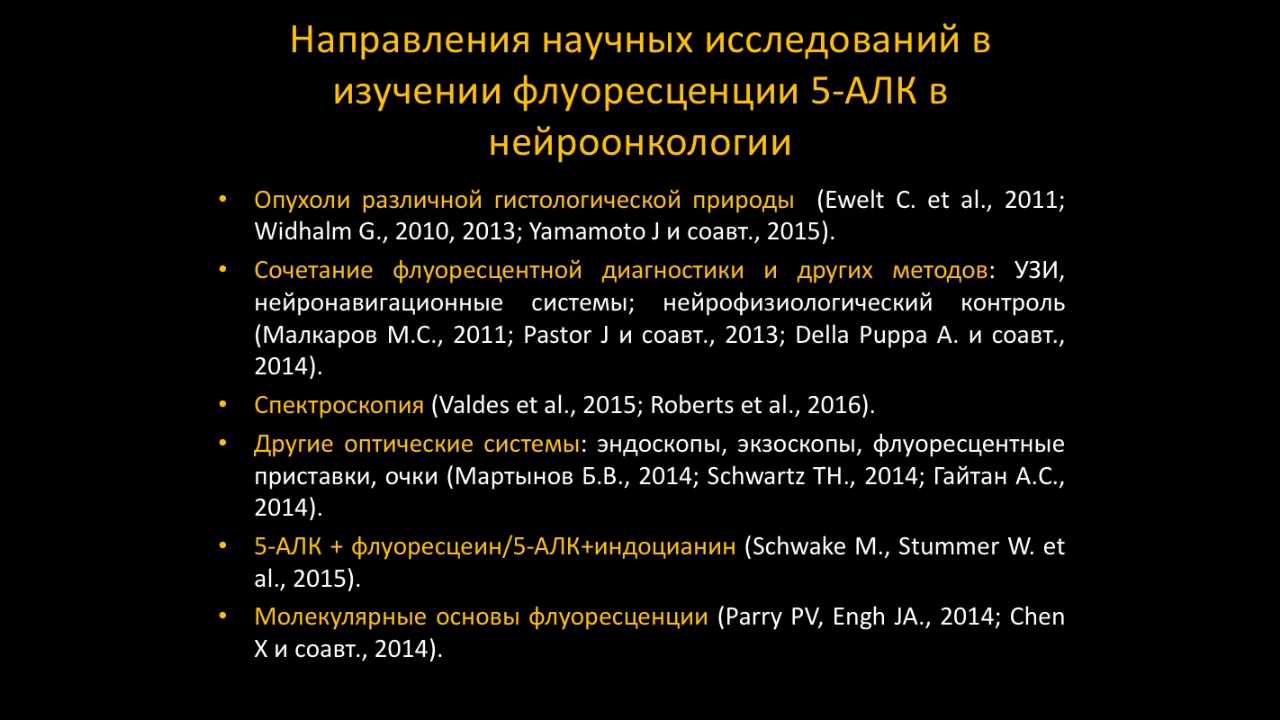 Направления научных исследований в
изучении флуоресценции 5-АЛК в
нейроонкологии
• Опухоли различной гистологической природы (Ewelt C. et al., 2011;
Widhalm G., 2010, 2013; Yamamoto J и соавт., 2015).
• Сочетание флуоресцентной диагностики и других методов: УЗИ,
нейронавигационные системы; нейрофизиологический контроль
(Малкаров М.С., 2011; Pastor J и соавт., 2013; Della Puppa A. и соавт.,
2014).
• Спектроскопия (Valdes et al., 2015; Roberts et al., 2016).
• Другие оптические системы: эндоскопы, экзоскопы, флуоресцентные
приставки, очки (Мартынов Б.В., 2014; Schwartz TH., 2014; Гайтан А.С.,
2014).
• 5-АЛК + флуоресцеин/5-АЛК+индоцианин (Schwake M., Stummer W. et
al., 2015).
• Молекулярные основы флуоресценции (Parry PV, Engh JA., 2014; Chen
X и соавт., 2014).